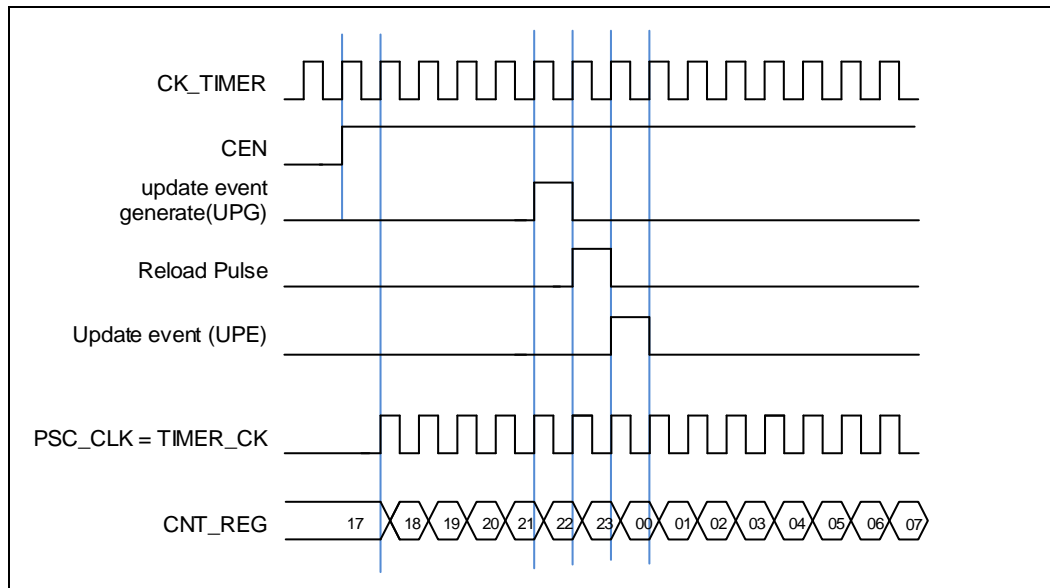 CK_TIMER
CEN
update event
generate(UPG)
Reload Pulse
Update event (UPE)
PSC_CLK = TIMER_CK
CNT_REG 17 18 19 20 21 22 23 00 01 02 03 04 05 06 07